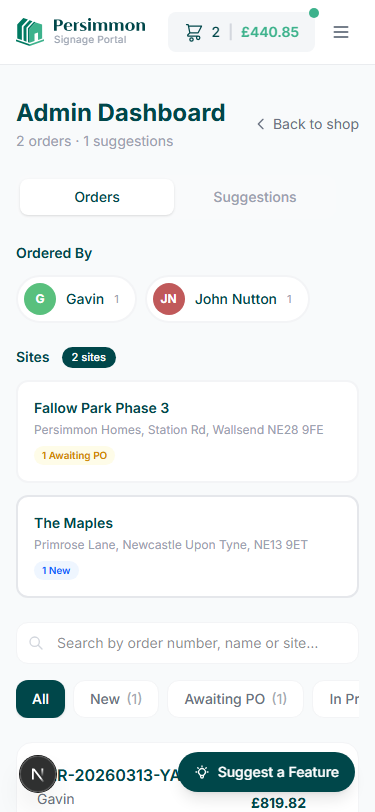 Persimmon
Signage Portal
2 | £440.85
Admin Dashboard
2 orders · 1 suggestions
Back to shop
Orders
Suggestions
Ordered By
G Gavin 1
JN John Nutton 1
Sites 2 sites
Fallow Park Phase 3
Persimmon Homes, Station Rd, Wallsend NE28 9FE
1 Awaiting PO
The Maples
Primrose Lane, Newcastle Upon Tyne, NE13 9ET
1 New
Search by order number, name or site...
All
New (1)
Awaiting PO (1)
In Pr
N
R-20260313-YA
Suggest a Feature
Gavin
£819.82